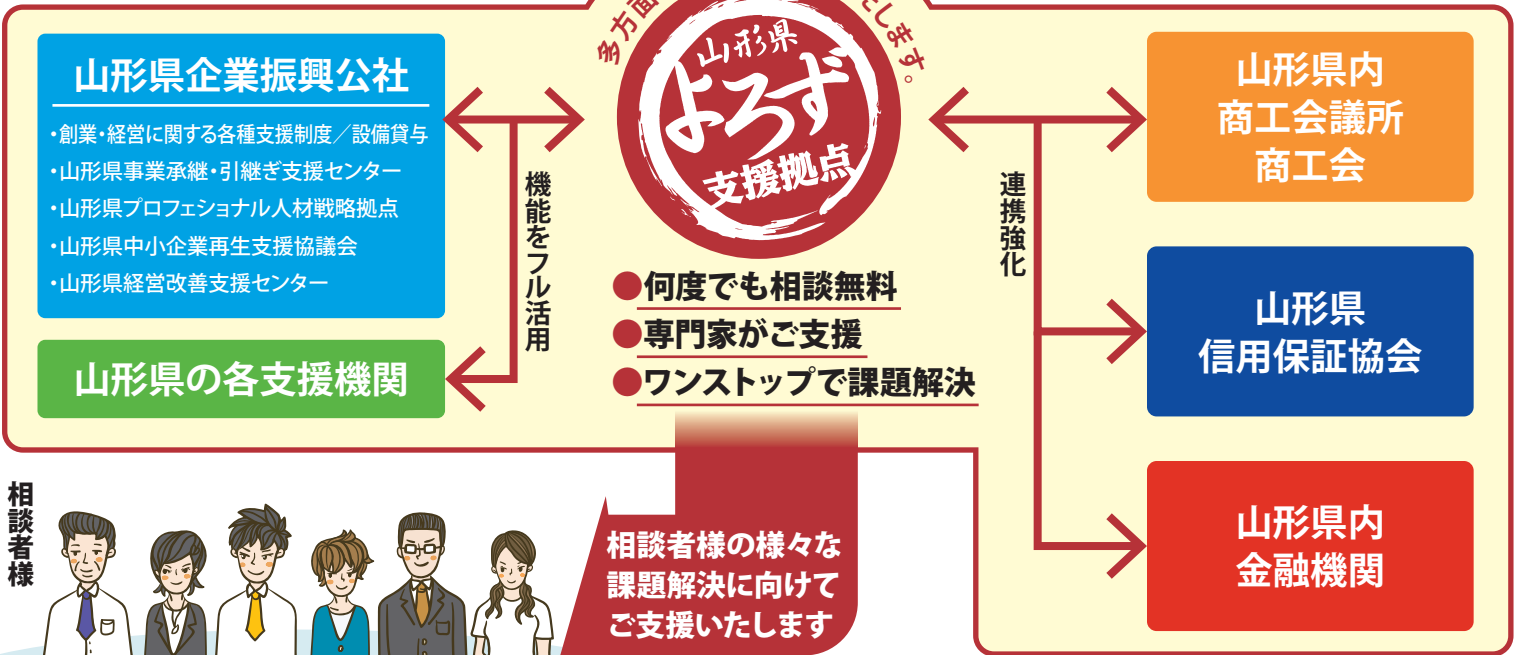 多方面
とします。
山形県企業振興公社
・創業・経営に関する各種支援制度／設備貸与
・山形県事業承継・引継ぎ支援センター
・山形県プロフェショナル人材戦略拠点
・山形県中小企業再生支援協議会
・山形県経営改善支援センター
山形県の各支援機関
機能をフル活用
山形県
よろず
支援拠点
●何度でも相談無料
●専門家がご支援
●ワンストップで課題解決
連携強化
山形県内
商工会議所
商工会
山形県
信用保証協会
山形県内
金融機関
相談者様
相談者様の様々な
課題解決に向けて
ご支援いたします